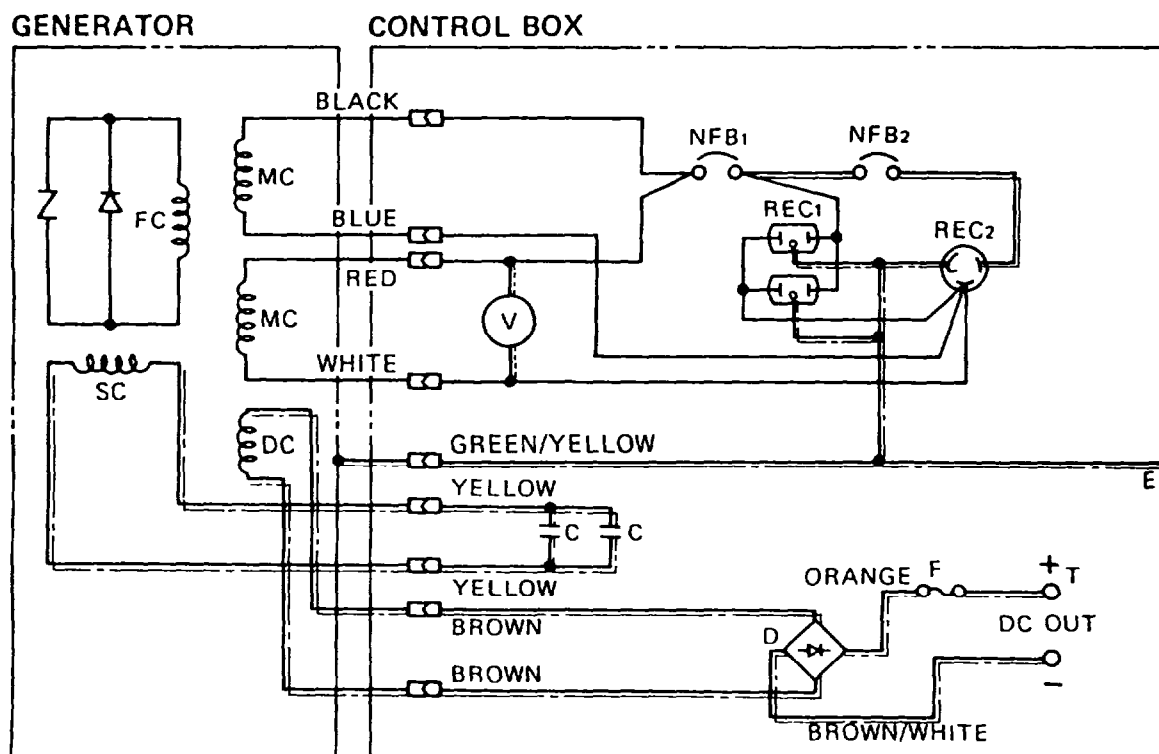 GENERATOR
CONTROL BOX
BLACK
NFB1
NFB2
MC
FC
BLUE
REC1
REC2
RED
MC
V
WHITE
SC
DC
GREEN/YELLOW
E
YELLOW
C
C
YELLOW
ORANGE
F
+
T
BROWN
D
DC OUT
BROWN
−
BROWN/WHITE